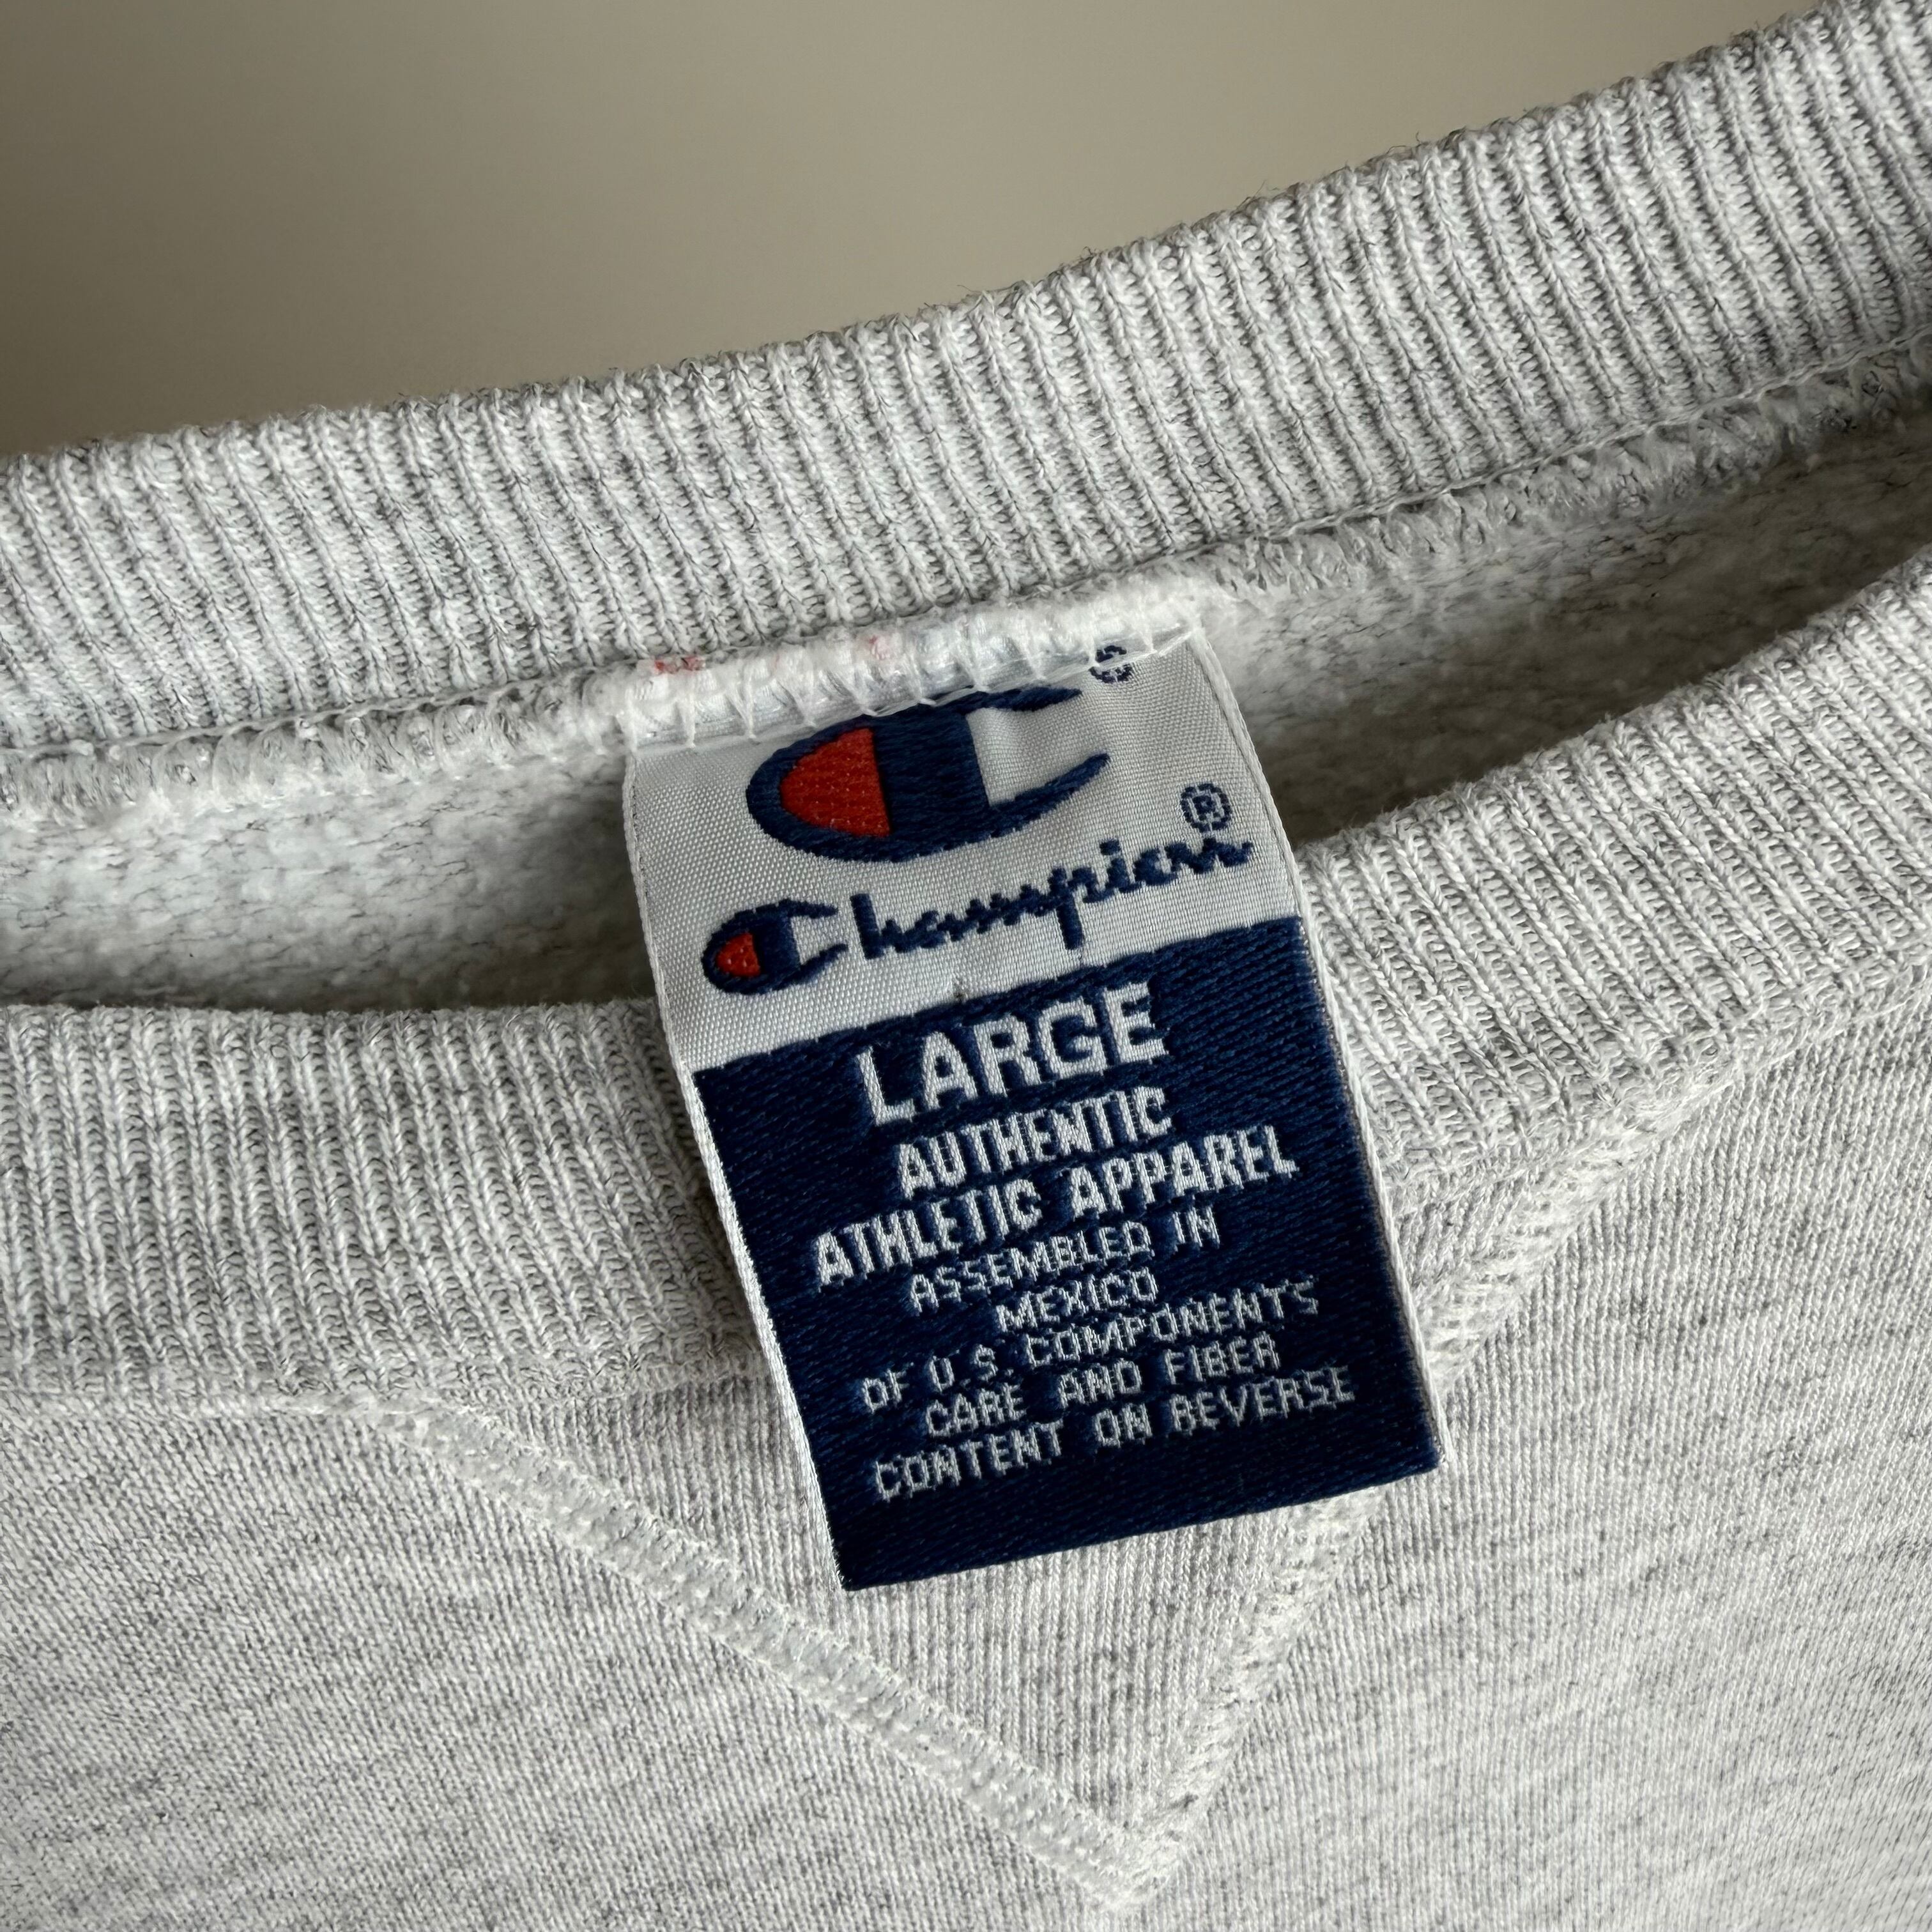 ®
Champion
LARGE
AUTHENTIC
ATHLETIC APPAREL
ASSEMBLED IN
MEXICO
OF U.S. COMPONENTS
CARE AND FIBER
CONTENT ON REVERSE